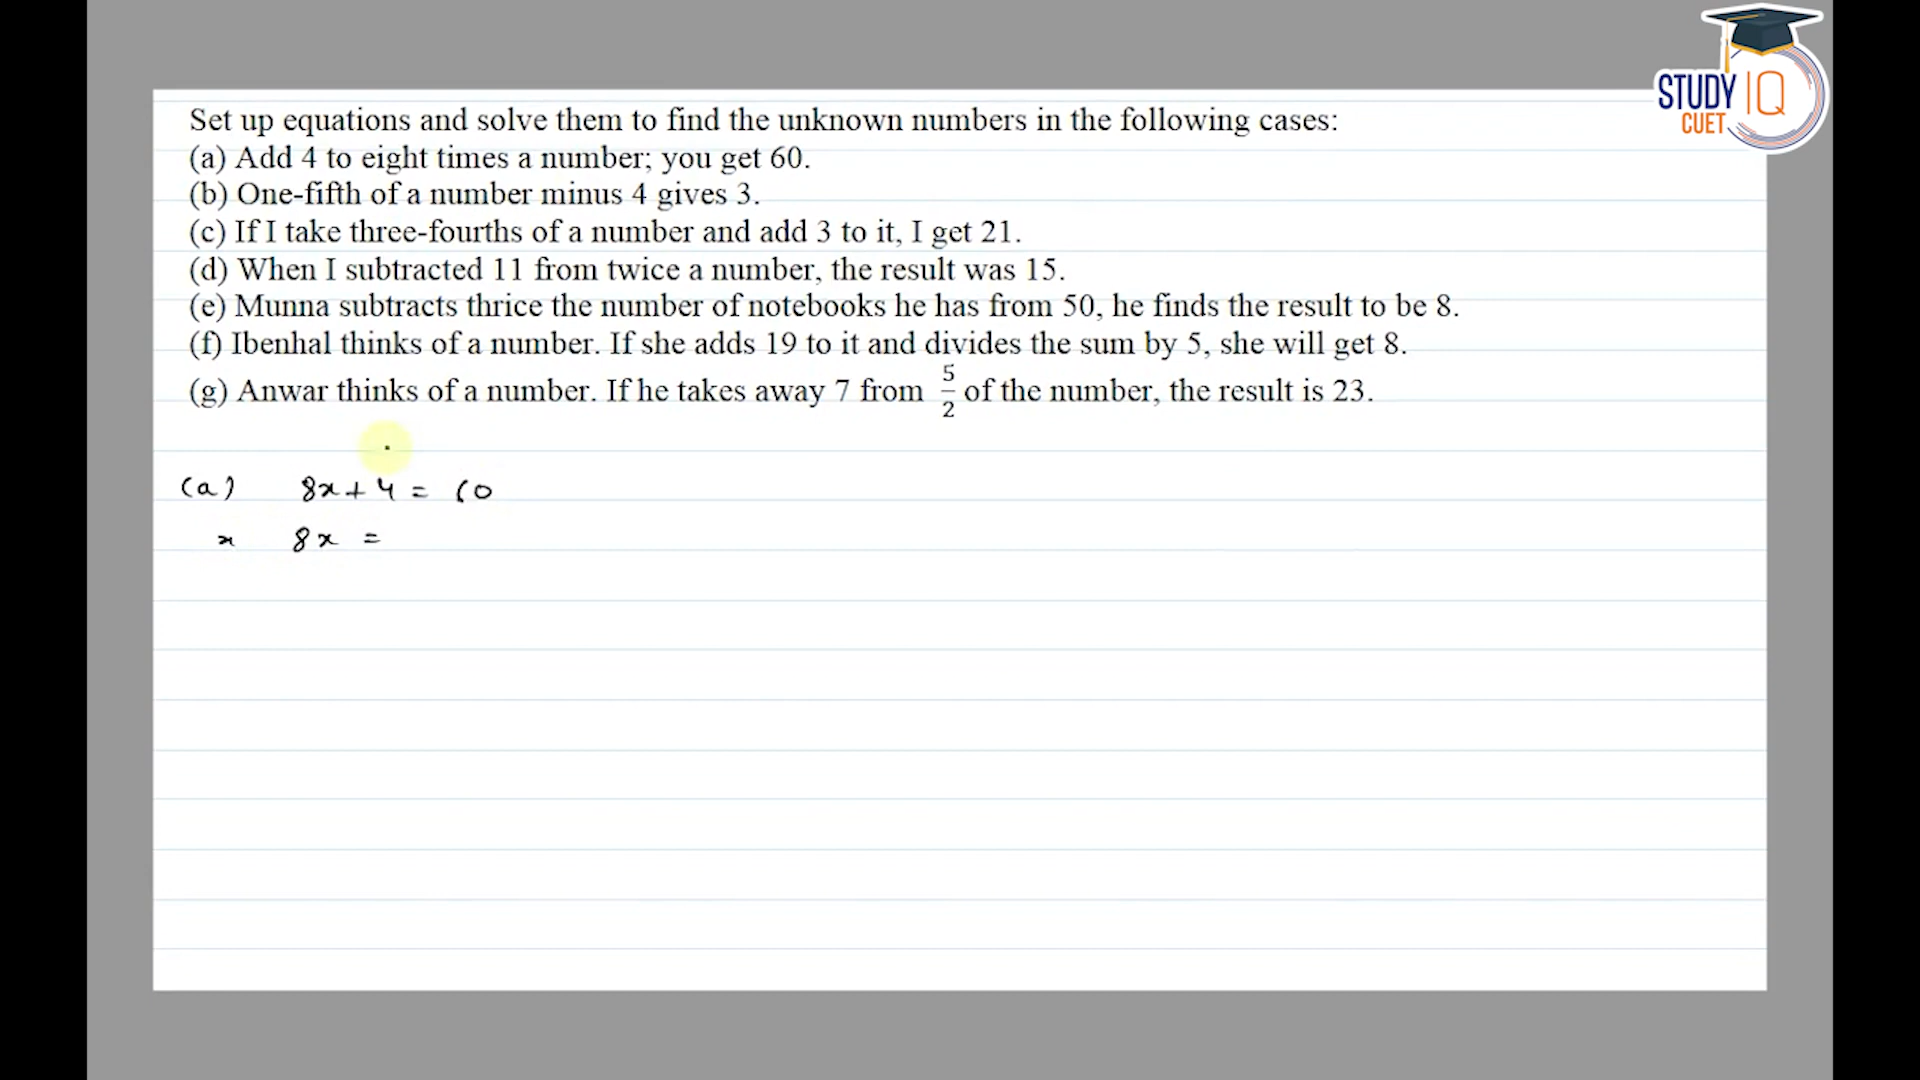 STUDY IQ
CUET
Set up equations and solve them to find the unknown numbers in the following cases:
(a) Add 4 to eight times a number; you get 60.
(b) One-fifth of a number minus 4 gives 3.
(c) If I take three-fourths of a number and add 3 to it, I get 21.
(d) When I subtracted 11 from twice a number, the result was 15.
(e) Munna subtracts thrice the number of notebooks he has from 50, he finds the result to be 8.
(f) Ibenhal thinks of a number. If she adds 19 to it and divides the sum by 5, she will get 8.
(g) Anwar thinks of a number. If he takes away 7 from 5/2 of the number, the result is 23.
(a) 8x + 4 = 60
x 8x =